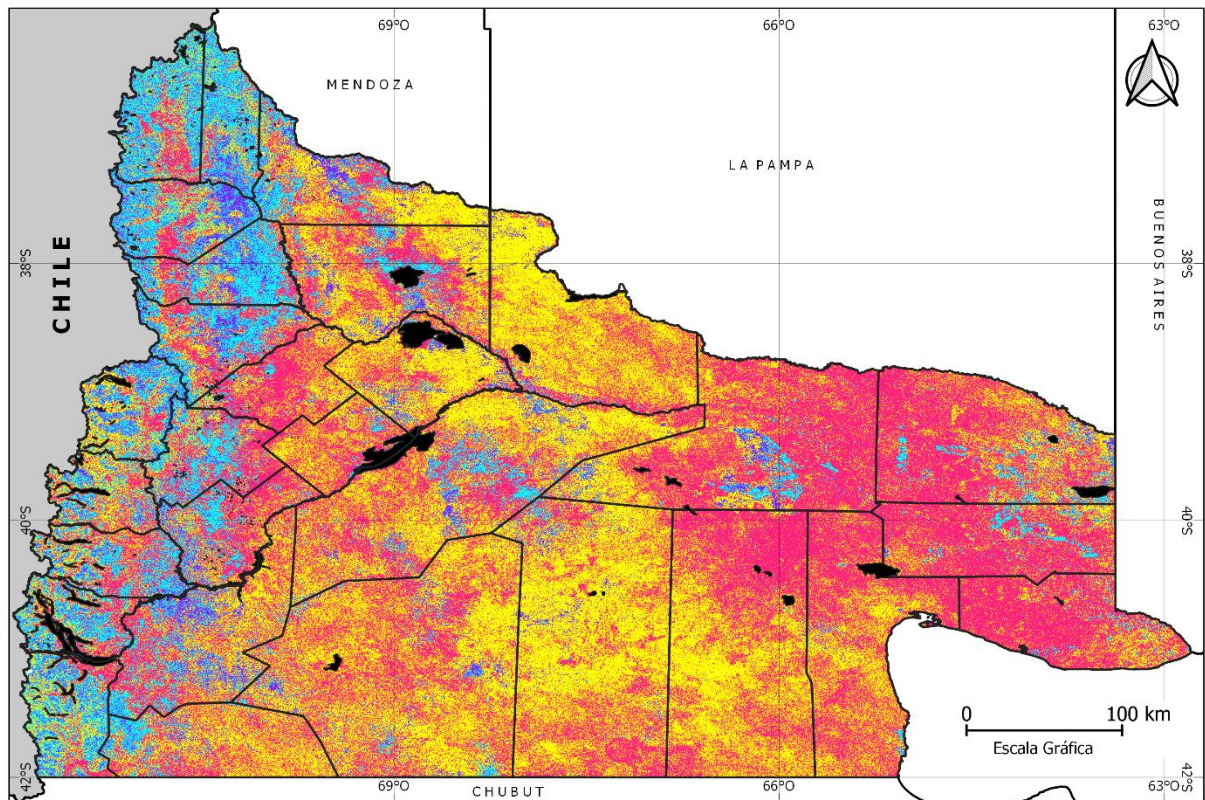 69°O
66°O
63°O
MENDOZA
LA PAMPA
BUENOS AIRES
CHILE
38°S
38°S
40°S
40°S
0 100 km
Escala Gráfica
42°S
42°S
69°O
66°O
63°O
CHUBUT